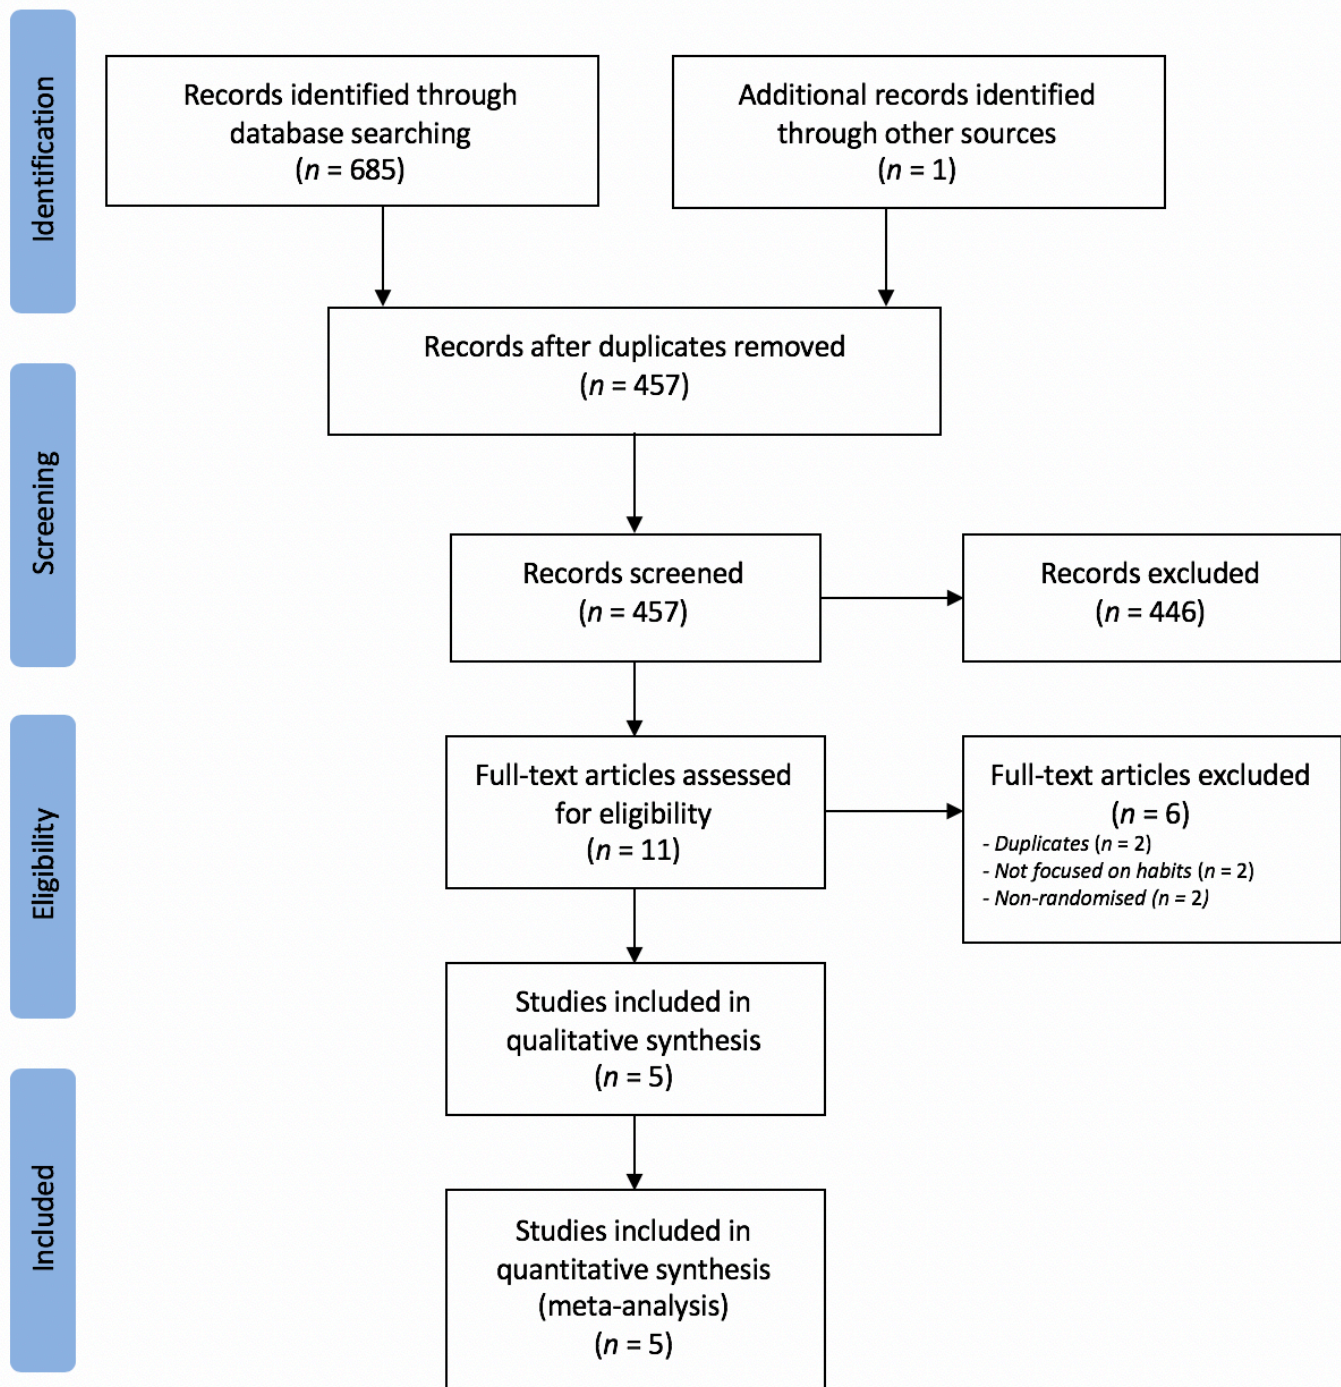 Identification
Records identified through
database searching
(n = 685)
Additional records identified
through other sources
(n = 1)
Records after duplicates removed
(n = 457)
Screening
Records screened
(n = 457)
Records excluded
(n = 446)
Eligibility
Full-text articles assessed
for eligibility
(n = 11)
Full-text articles excluded
(n = 6)
- Duplicates (n = 2)
- Not focused on habits (n = 2)
- Non-randomised (n = 2)
Studies included in
qualitative synthesis
(n = 5)
Included
Studies included in
quantitative synthesis
(meta-analysis)
(n = 5)